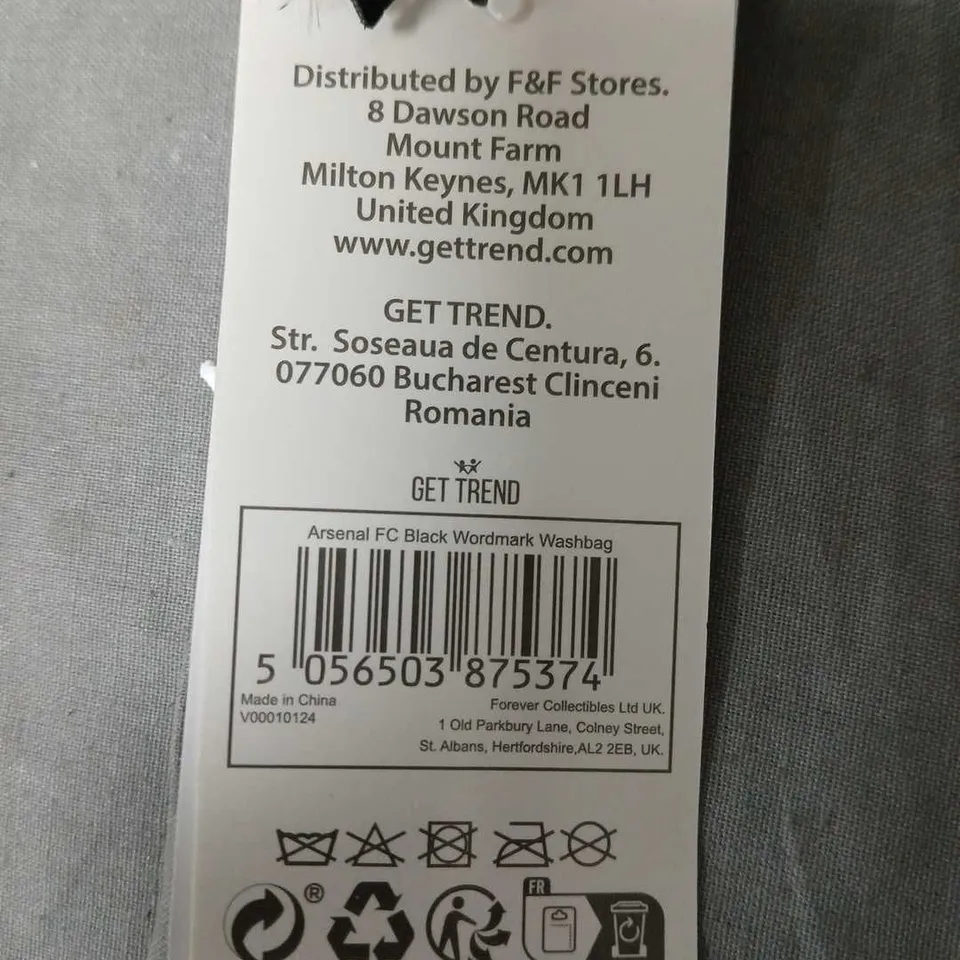 Distributed by F&F Stores.
8 Dawson Road
Mount Farm
Milton Keynes, MK1 1LH
United Kingdom
www.gettrend.com
GET TREND.
Str. Soseaua de Centura, 6.
077060 Bucharest Clinceni
Romania
GET TREND
Arsenal FC Black Wordmark Washbag
5 056503 875374
Made in China
V00010124
Forever Collectibles Ltd UK.
1 Old Parkbury Lane, Colney Street,
St. Albans, Hertfordshire,AL2 2EB, UK.
®
FR